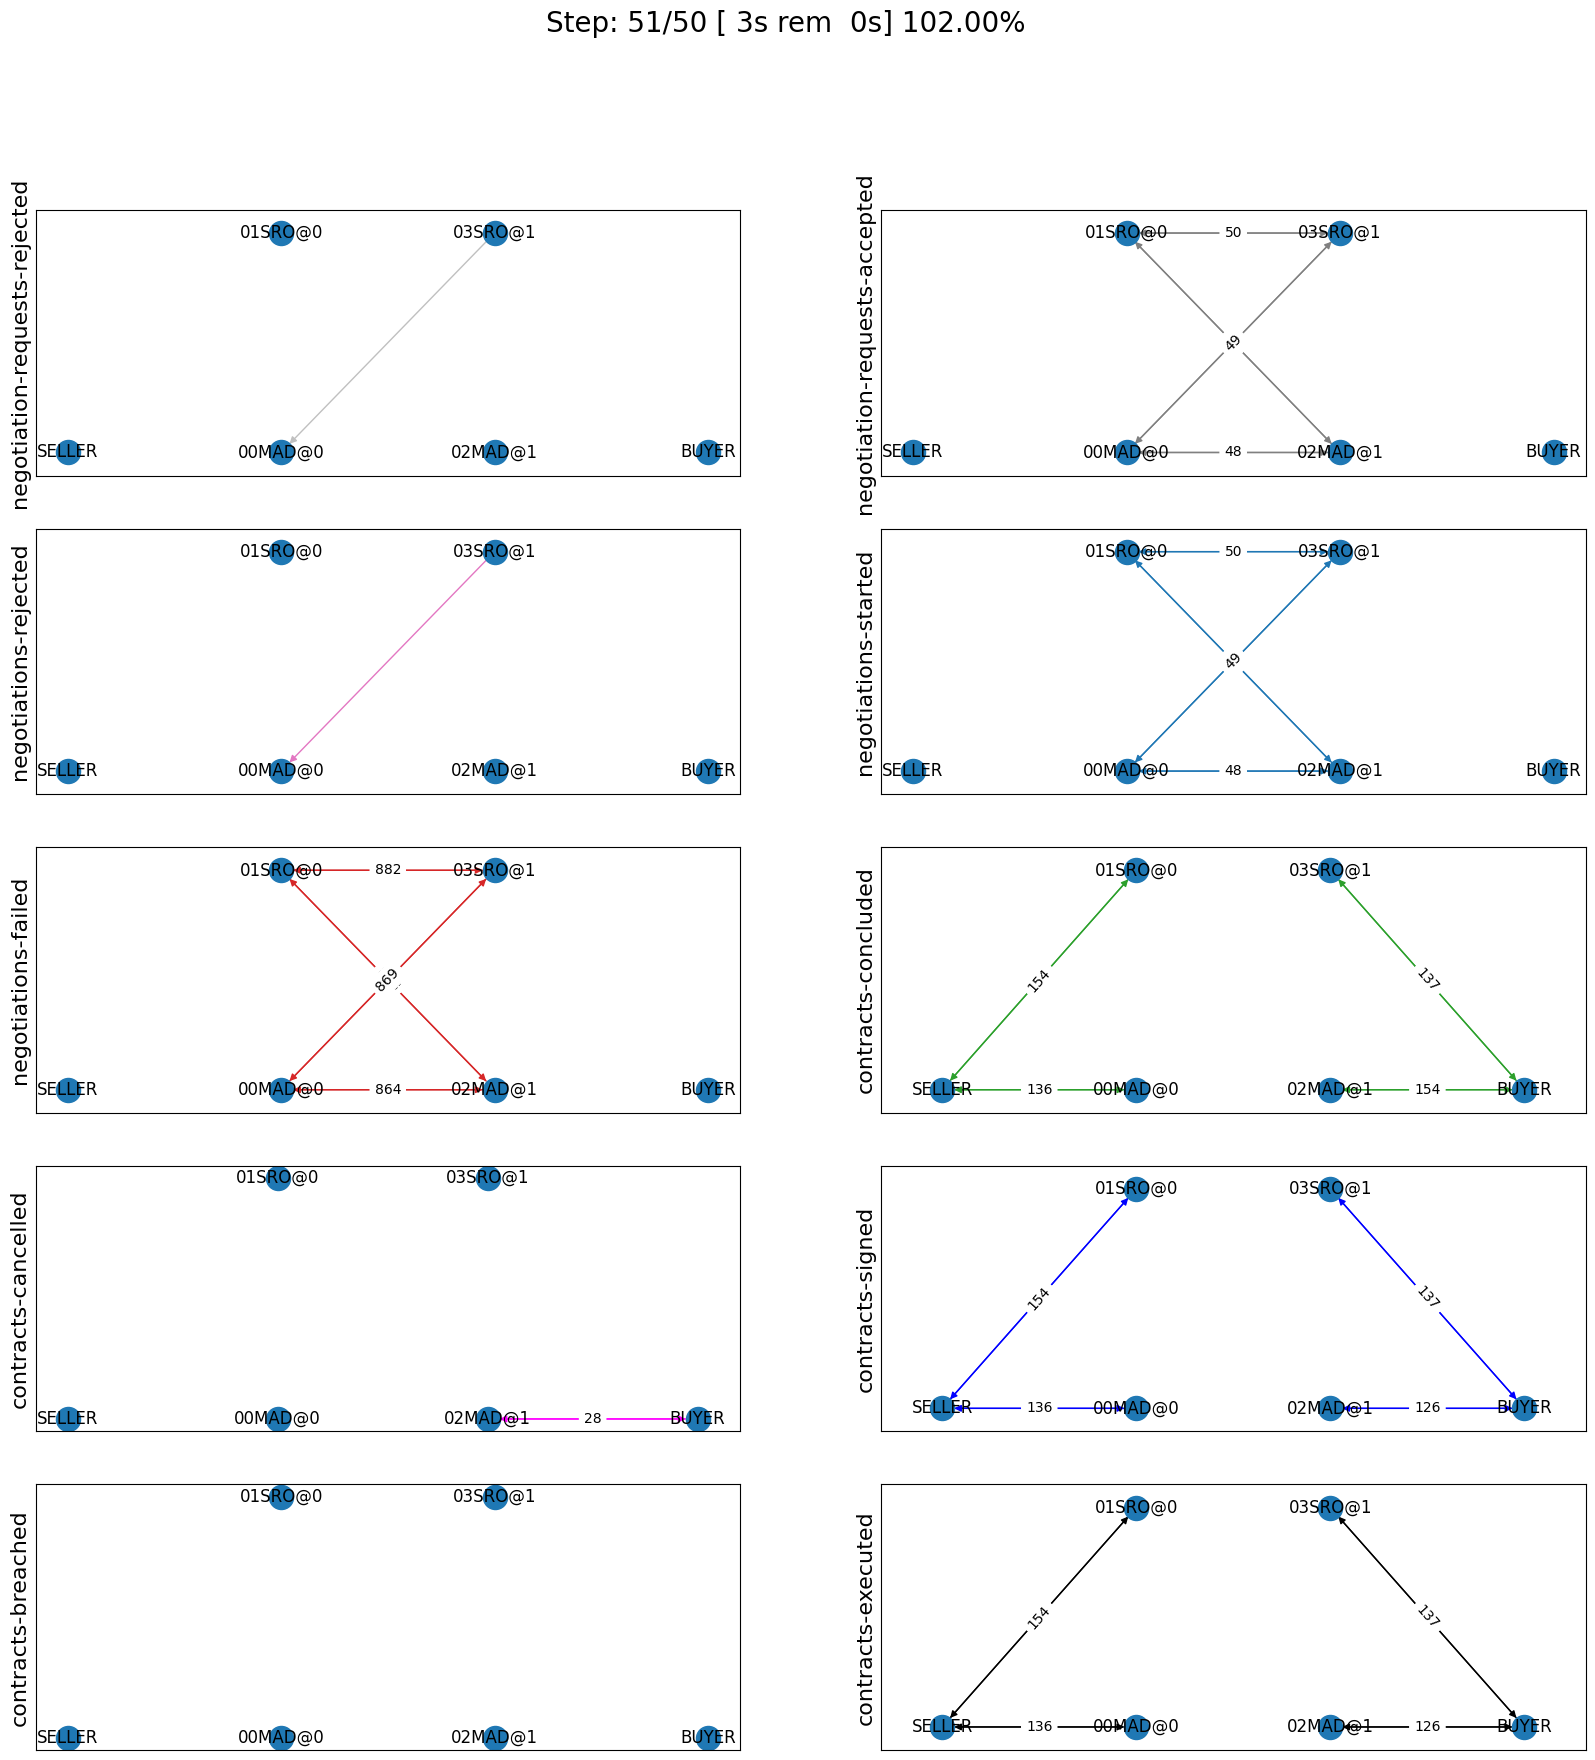 Step: 51/50 [ 3s rem  0s] 102.00%
negotiation-requests-rejected
01SRO@0 03SRO@1
SELLER 00MAD@0 02MAD@1 BUYER
negotiation-requests-accepted
01SRO@0 50 03SRO@1
49
SELLER 00MAD@0 48 02MAD@1 BUYER
negotiations-rejected
01SRO@0 03SRO@1
SELLER 00MAD@0 02MAD@1 BUYER
negotiations-started
01SRO@0 50 03SRO@1
49
SELLER 00MAD@0 48 02MAD@1 BUYER
negotiations-failed
01SRO@0 882 03SRO@1
869
SELLER 00MAD@0 864 02MAD@1 BUYER
contracts-concluded
01SRO@0 03SRO@1
154 137
SELLER 136 00MAD@0 02MAD@1 154 BUYER
contracts-cancelled
01SRO@0 03SRO@1
SELLER 00MAD@0 02MAD@1 28 BUYER
contracts-signed
01SRO@0 03SRO@1
154 137
SELLER 136 00MAD@0 02MAD@1 126 BUYER
contracts-breached
01SRO@0 03SRO@1
SELLER 00MAD@0 02MAD@1 BUYER
contracts-executed
01SRO@0 03SRO@1
154 137
SELLER 136 00MAD@0 02MAD@1 126 BUYER